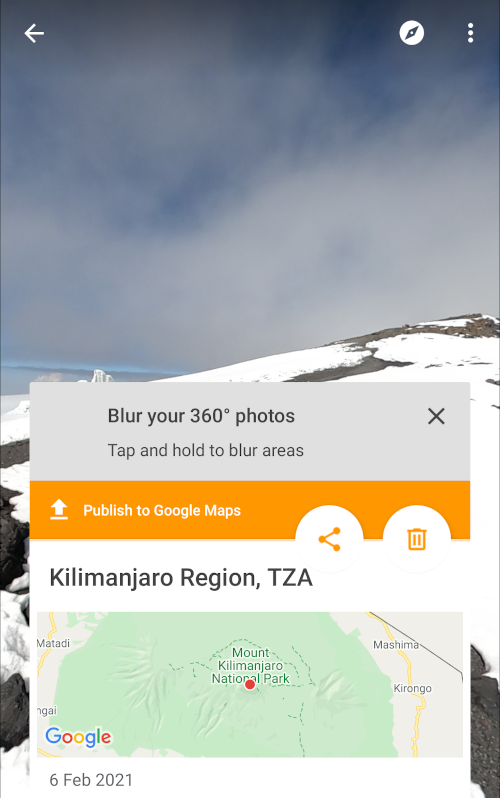 Blur your 360° photos
Tap and hold to blur areas
Publish to Google Maps
Kilimanjaro Region, TZA
Matadi
Mount
Kilimanjaro
National Park
Mashima
Kirongo
ngai
Google
6 Feb 2021